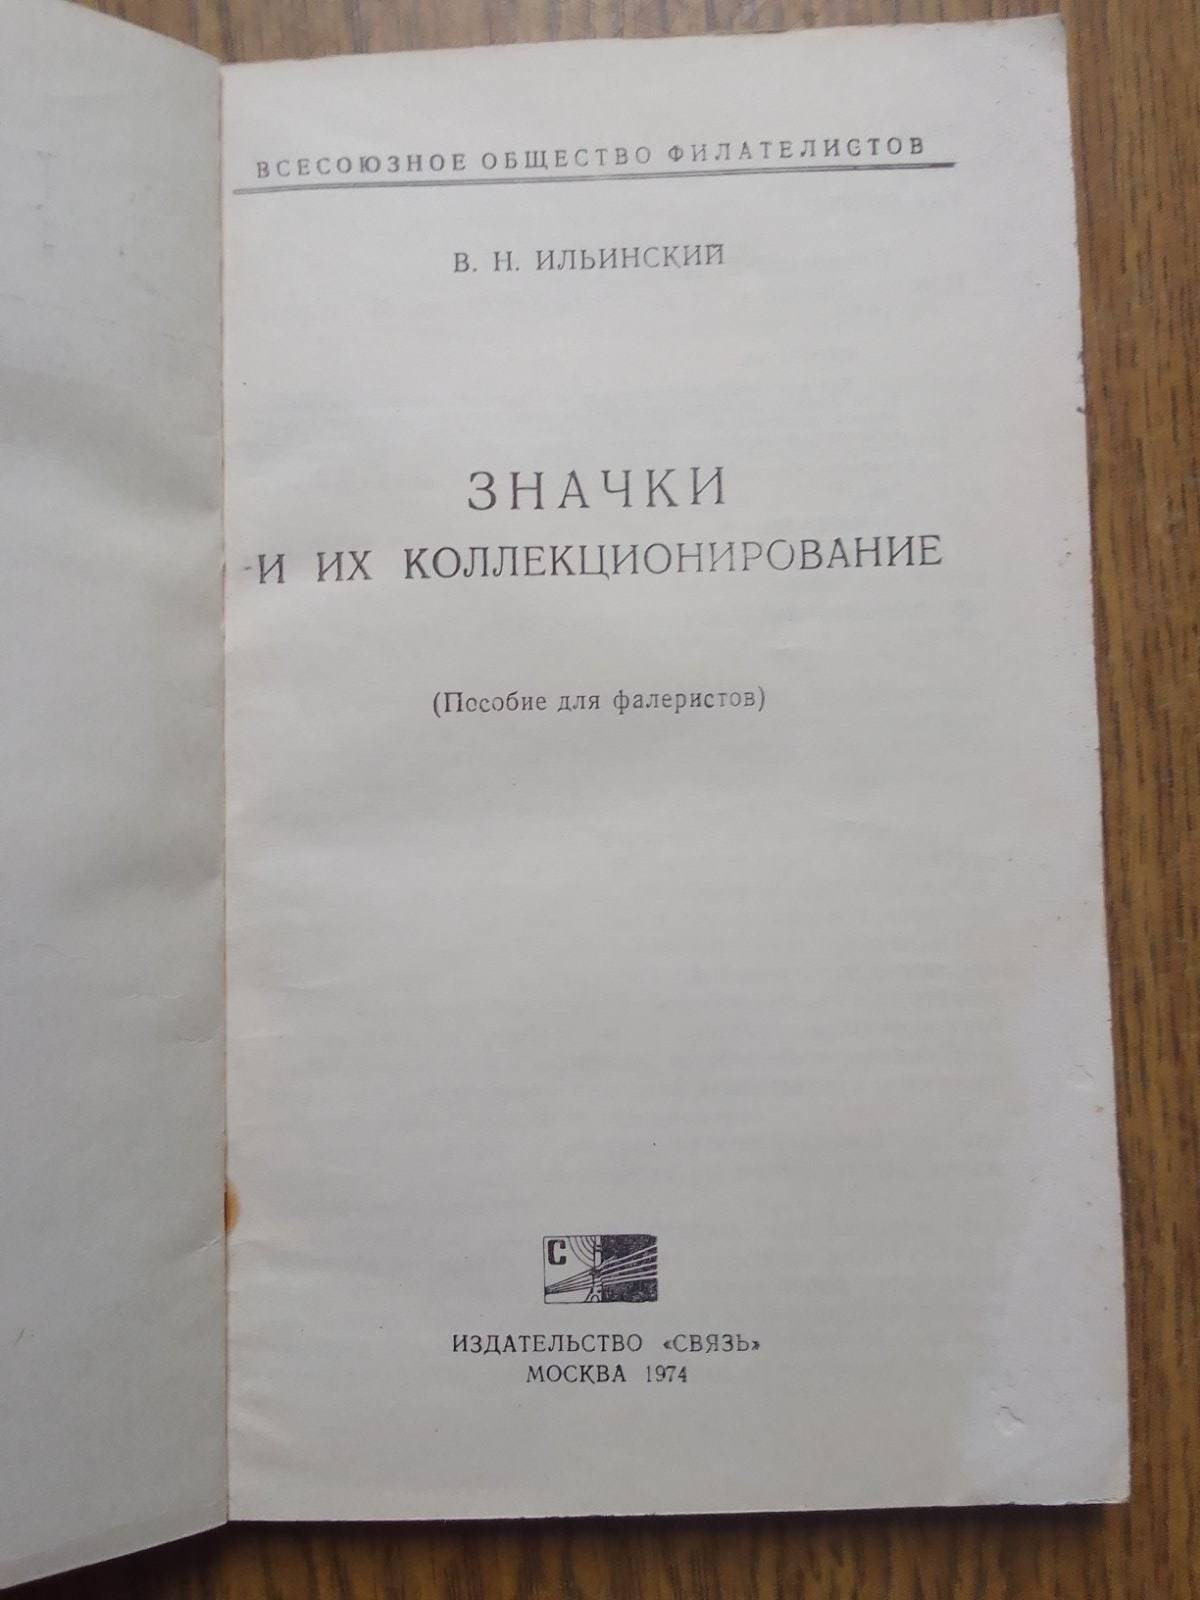 ВСЕСОЮЗНОЕ ОБЩЕСТВО ФИЛАТЕЛИСТОВ
В. Н. ИЛЬИНСКИЙ
ЗНАЧКИ
И ИХ КОЛЛЕКЦИОНИРОВАНИЕ
(Пособие для фалеристов)
С
ИЗДАТЕЛЬСТВО «СВЯЗЬ»
МОСКВА 1974